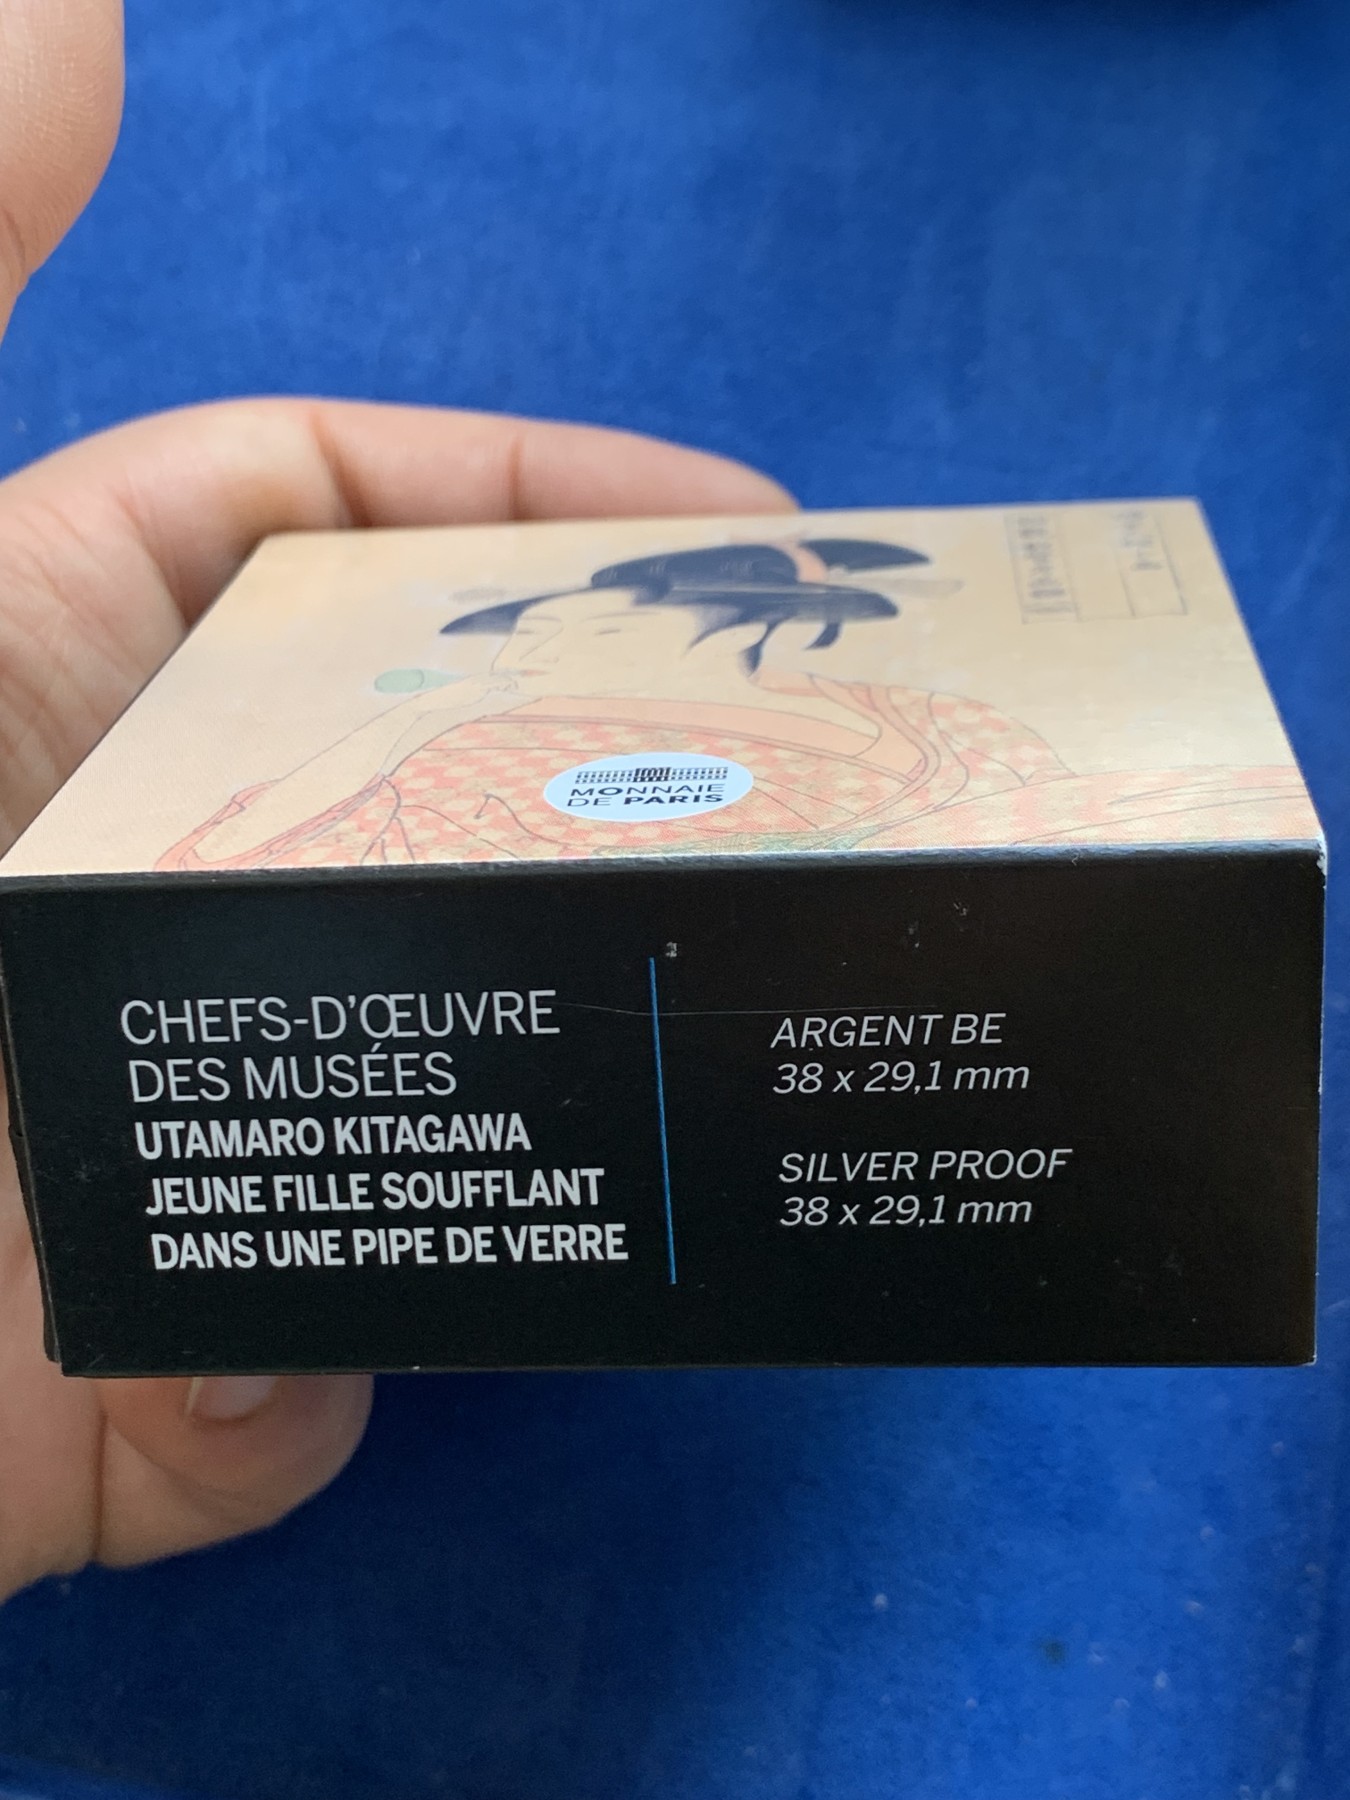 MONNAIE
DE PARIS
CHEFS-D'ŒUVRE
DES MUSÉES
UTAMARO KITAGAWA
JEUNE FILLE SOUFFLANT
DANS UNE PIPE DE VERRE
ARGENT BE
38 x 29,1 mm
SILVER PROOF
38 x 29,1 mm